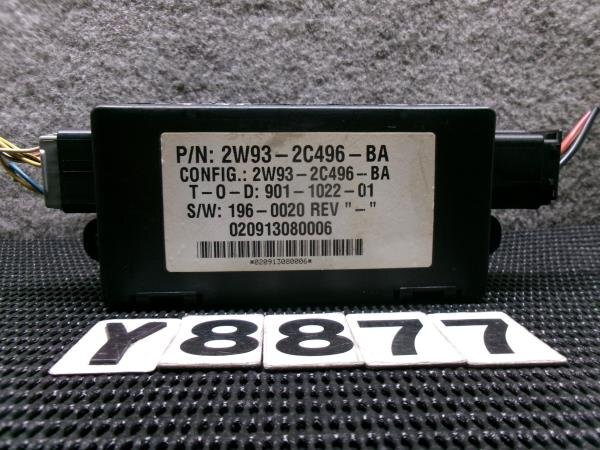 P/N: 2W93-2C496-BA
CONFIG.: 2W93-2C496-BA
T-O-D: 901-1022-01
S/W: 196-0020 REV "-"
020913080006
*020913080006*
Y8877